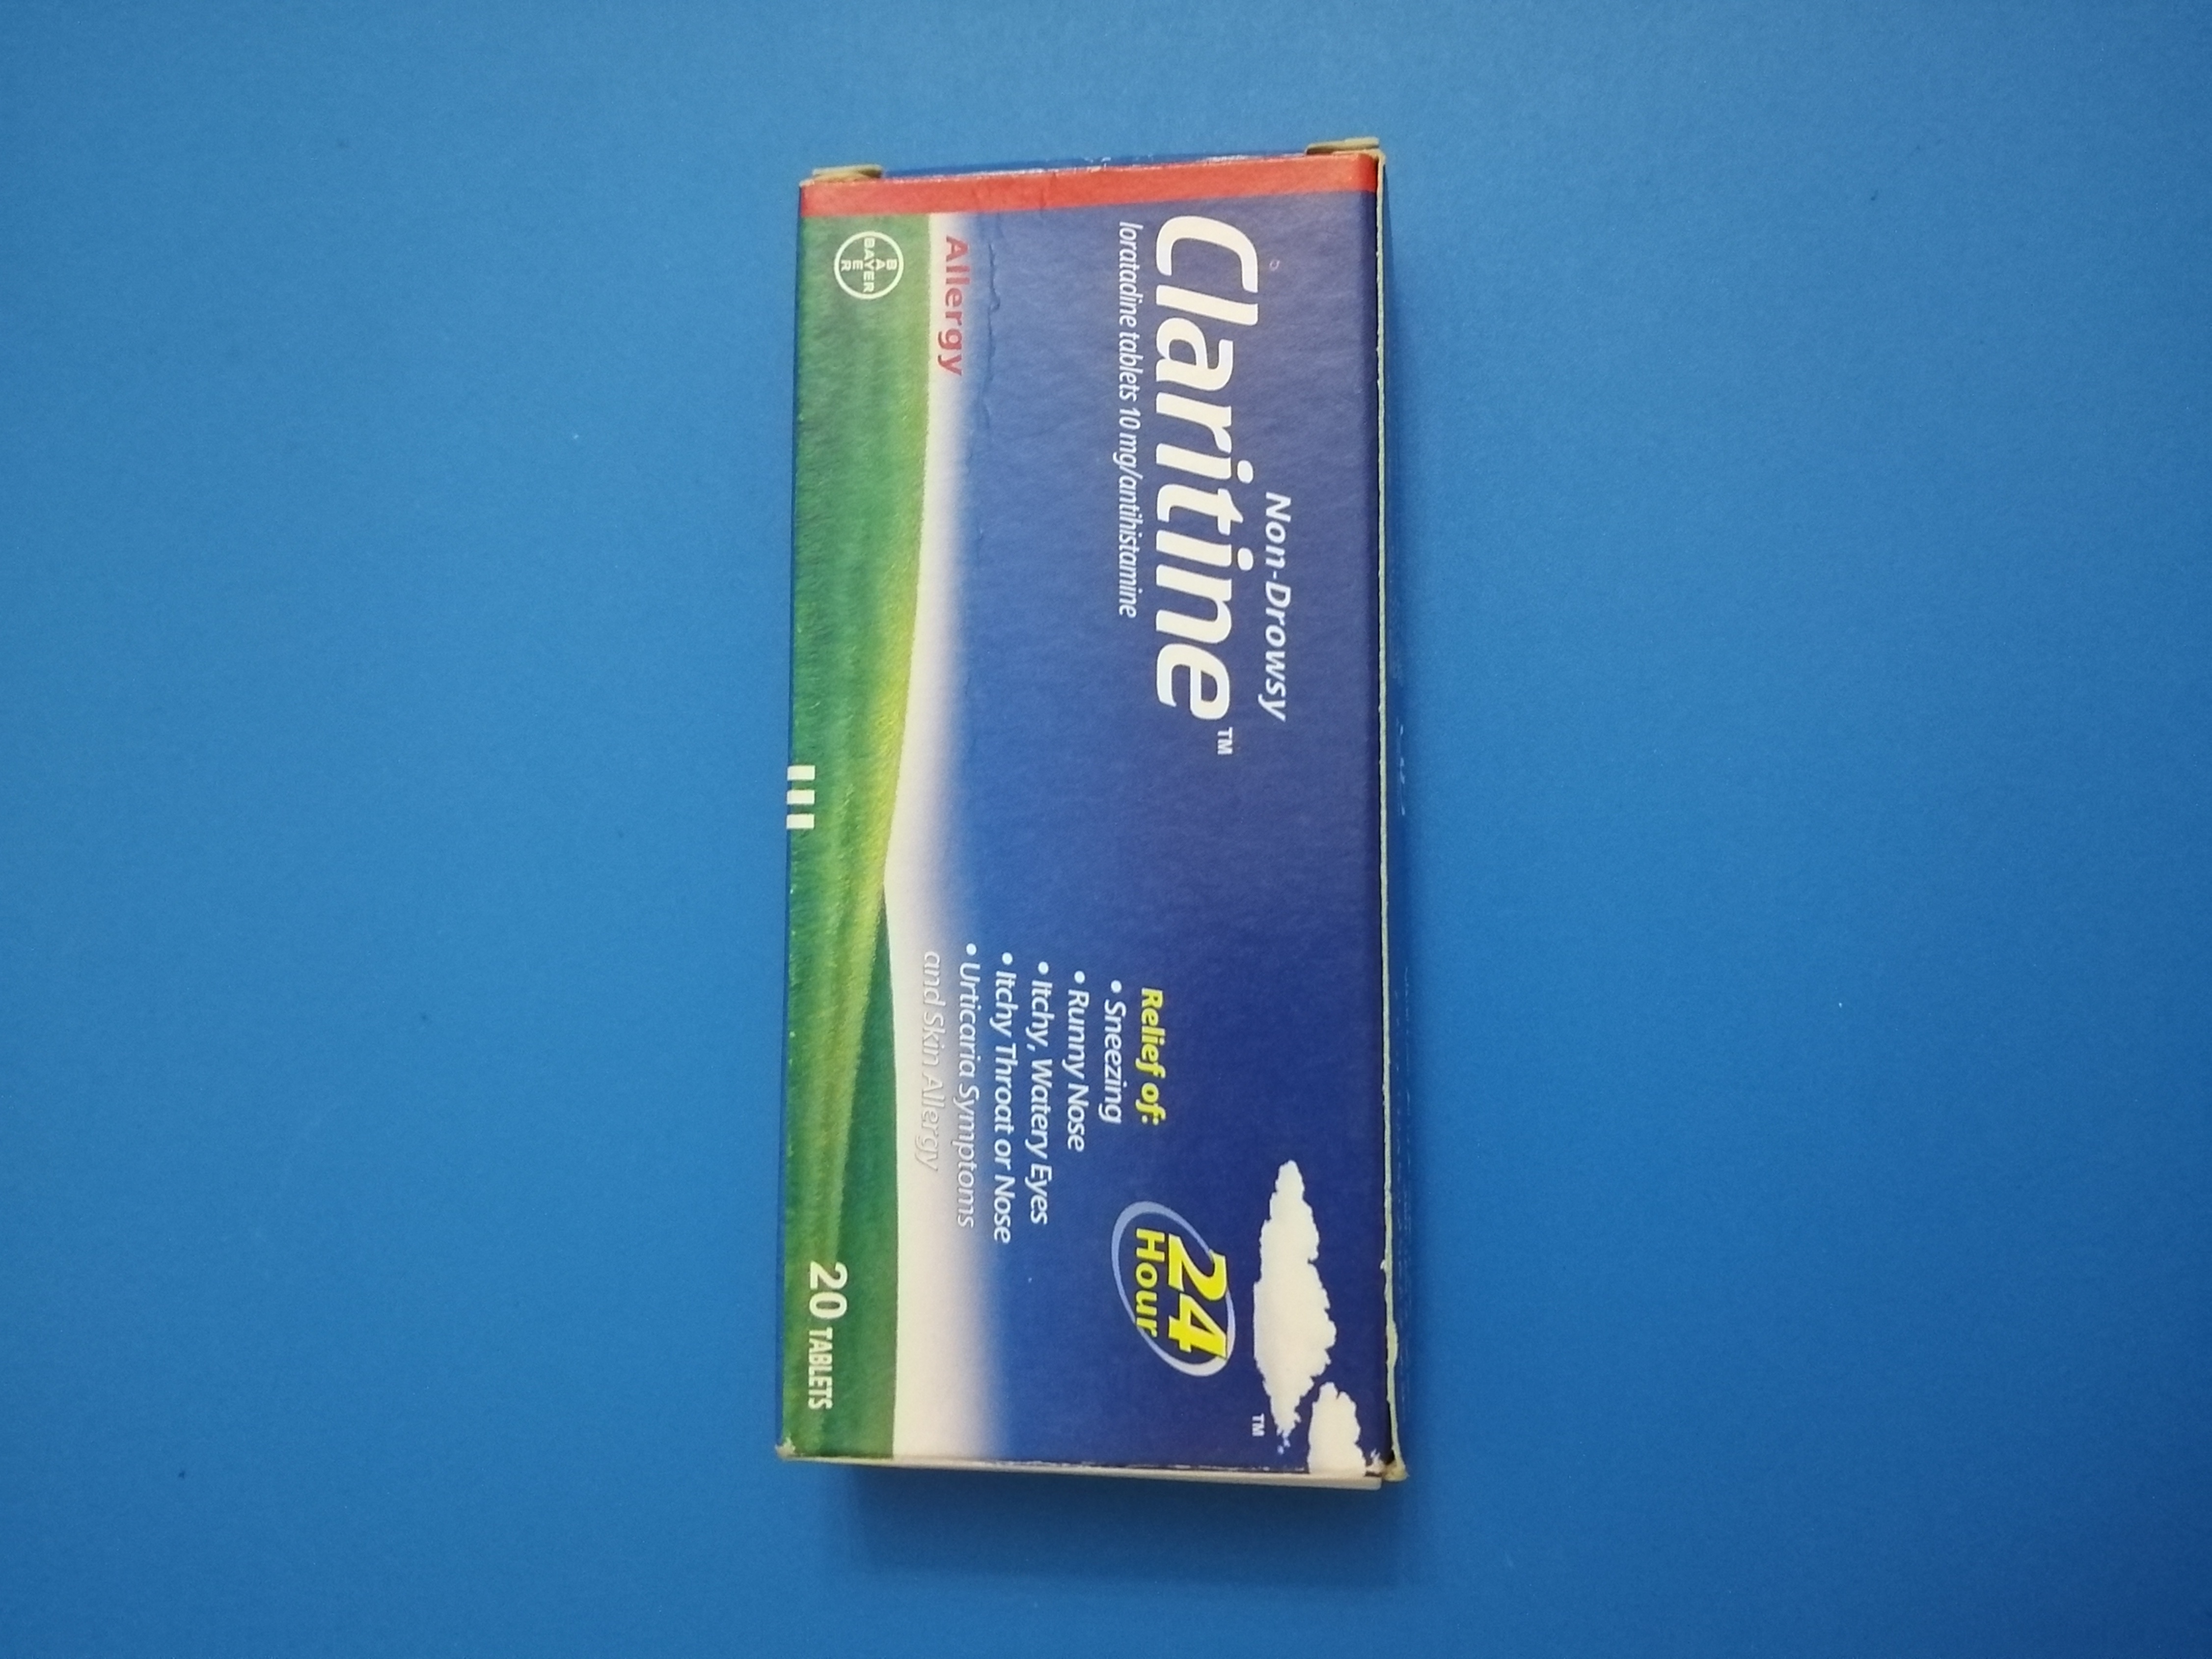 Non-Drowsy
Claritine™
loratadine tablets 10 mg/antihistamine
24
Hour
TM
Relief of:
• Sneezing
• Runny Nose
• Itchy, Watery Eyes
• Itchy Throat or Nose
• Urticaria Symptoms
and Skin Allergy
Allergy
BAYER
BAYER
20 TABLETS